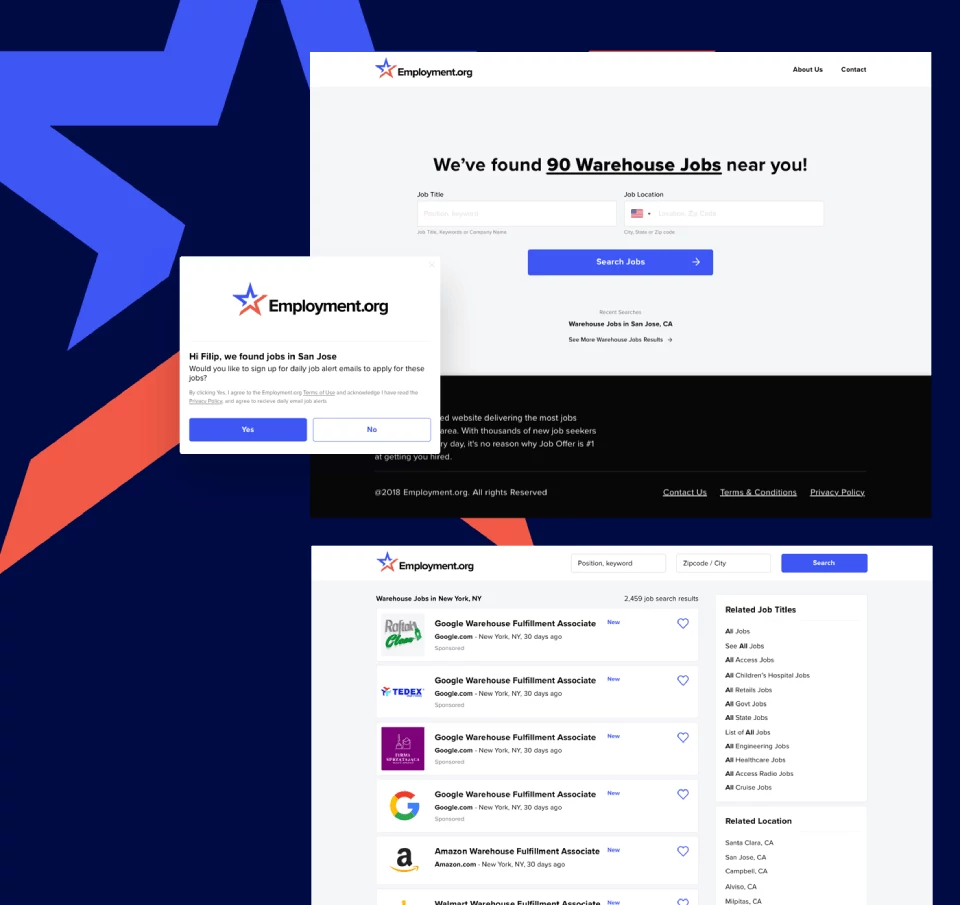 Employment.org
About Us
Contact
We've found 90 Warehouse Jobs near you!
Job Title
Job Location
Position, keyword
Location, Zip Code
Job Title, Keywords or Company Name
City, State or Zip code
Search Jobs
Recent Searches
Warehouse Jobs in San Jose, CA
See More Warehouse Jobs Results
Employment.org
Hi Filip, we found jobs in San Jose
Would you like to sign up for daily job alert emails to apply for these
jobs?
By clicking Yes, I agree to the Employment.org Terms of Use and acknowledge I have read the
Privacy Policy, and agree to recieve daily email job alerts
Yes
No
ed website delivering the most jobs
area. With thousands of new job seekers
ry day, it's no reason why Job Offer is #1
at getting you hired.
@2018 Employment.org. All rights Reserved
Contact Us
Terms & Conditions
Privacy Policy
Employment.org
Position, keyword
Zipcode / City
Search
Warehouse Jobs in New York, NY
2,459 job search results
Google Warehouse Fulfillment Associate
New
Google.com - New York, NY, 30 days ago
Sponsored
TEDEX
Google Warehouse Fulfillment Associate
New
Google.com - New York, NY, 30 days ago
Sponsored
FIRMA
SPRZĄTAJĄCA
Google Warehouse Fulfillment Associate
New
Google.com - New York, NY, 30 days ago
Sponsored
G
Google Warehouse Fulfillment Associate
New
Google.com - New York, NY, 30 days ago
Sponsored
a
Amazon Warehouse Fulfillment Associate
New
Amazon.com - New York, NY, 30 days ago
Walmart Warehouse Fulfillment Associate
New
Related Job Titles
All Jobs
See All Jobs
All Access Jobs
All Children's Hospital Jobs
All Retails Jobs
All Govt Jobs
All State Jobs
List of All Jobs
All Engineering Jobs
All Healthcare Jobs
All Access Radio Jobs
All Cruise Jobs
Related Location
Santa Clara, CA
San Jose, CA
Campbell, CA
Alviso, CA
Milpitas, CA